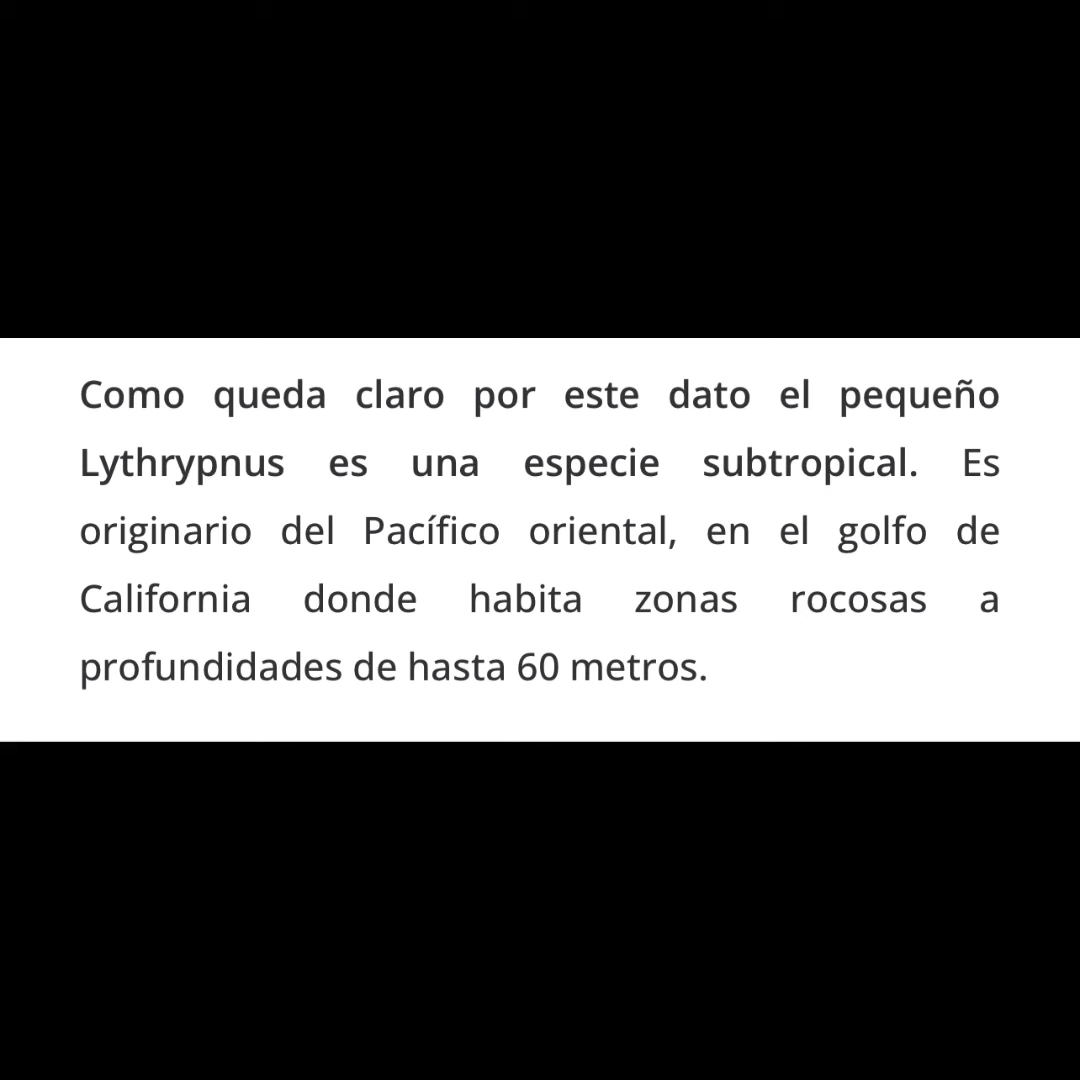 Como queda claro por este dato el pequeño
Lythrypnus es una especie subtropical. Es
originario del Pacífico oriental, en el golfo de
California donde habita zonas rocosas a
profundidades de hasta 60 metros.